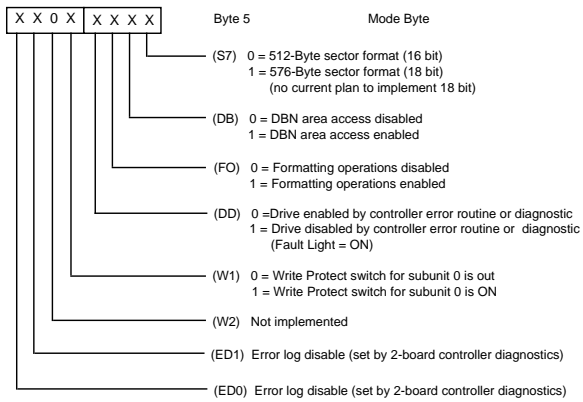 X X 0 X X X X X Byte 5 Mode Byte
(S7) 0 = 512-Byte sector format (16 bit)
1 = 576-Byte sector format (18 bit)
(no current plan to implement 18 bit)
(DB) 0 = DBN area access disabled
1 = DBN area access enabled
(FO) 0 = Formatting operations disabled
1 = Formatting operations enabled
(DD) 0 =Drive enabled by controller error routine or diagnostic
1 = Drive disabled by controller error routine or diagnostic
(Fault Light = ON)
(W1) 0 = Write Protect switch for subunit 0 is out
1 = Write Protect switch for subunit 0 is ON
(W2) Not implemented
(ED1) Error log disable (set by 2-board controller diagnostics)
(ED0) Error log disable (set by 2-board controller diagnostics)